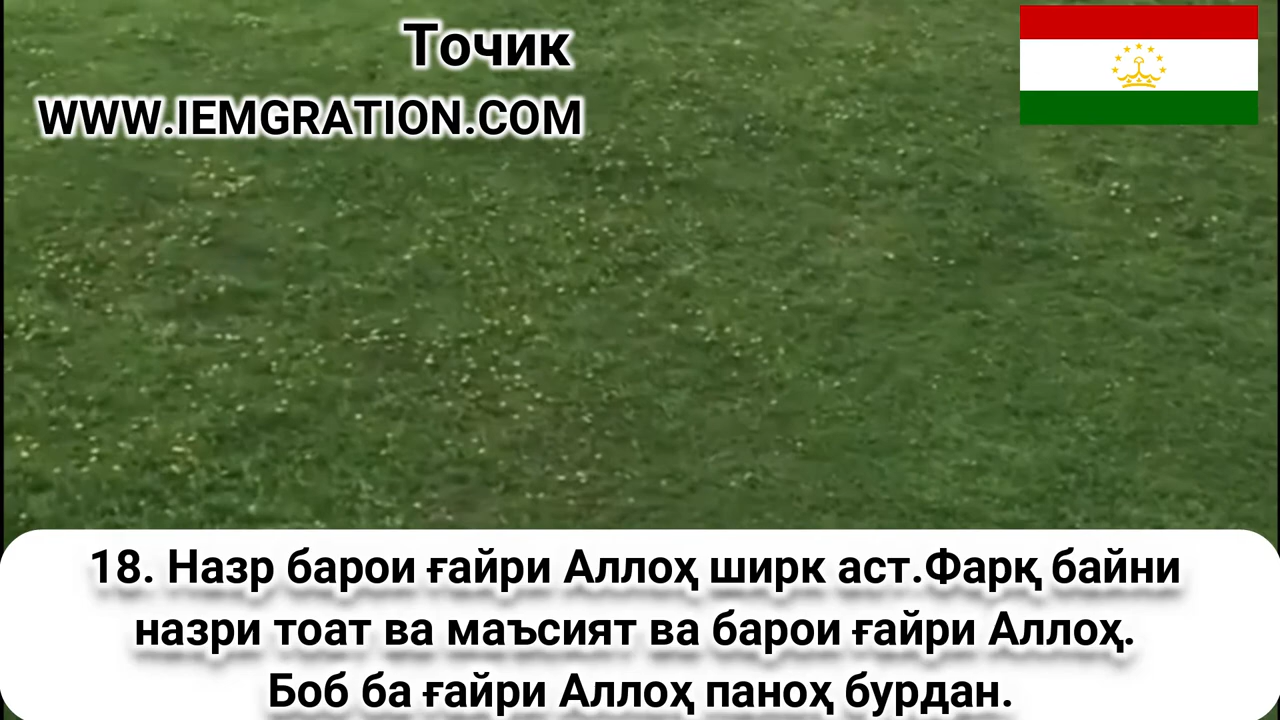 Точик
WWW.IEMGRATION.COM
18. Назр барои ғайри Аллоҳ ширк аст.Фарқ байни
назри тоат ва маъсият ва барои ғайри Аллоҳ.
Боб ба ғайри Аллоҳ паноҳ бурдан.